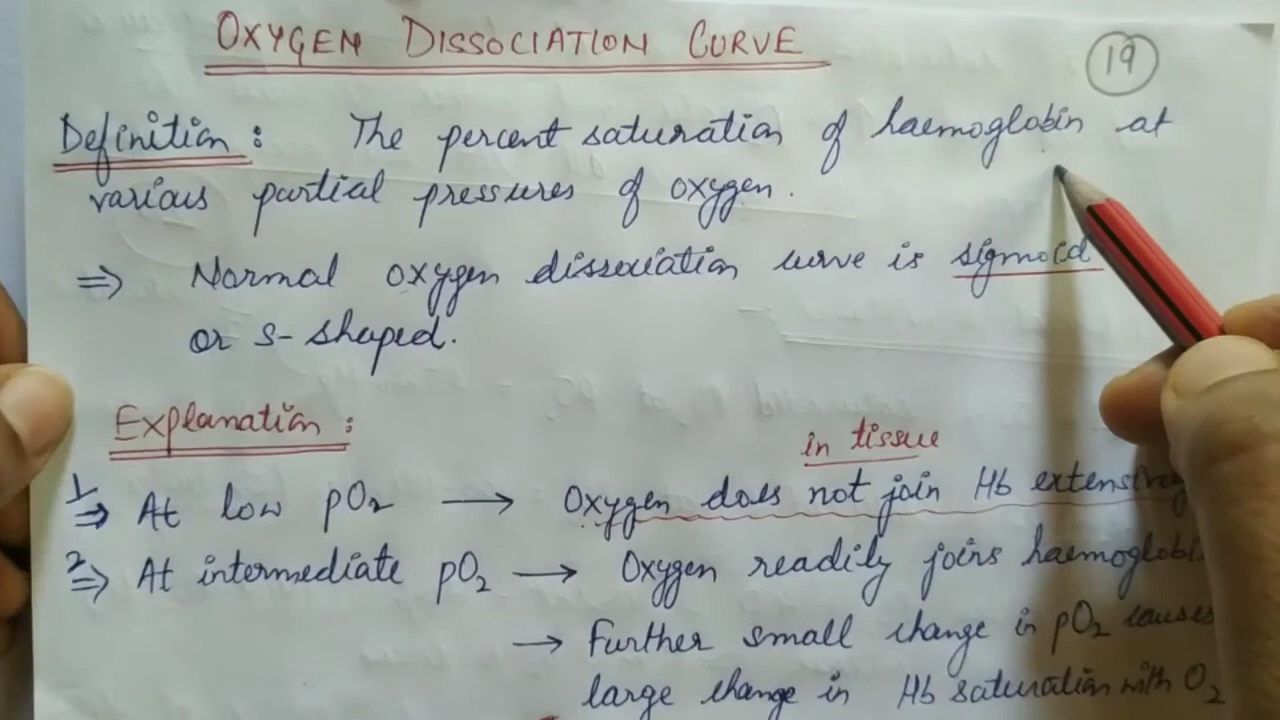 OXYGEN DISSOCIATION CURVE
19
Definition : The percent saturation of haemoglobin at
various partial pressures of oxygen.
⇒ Normal oxygen dissociation curve is sigmoid
or s-shaped.
Explanation :
in tissue
1⇒ At low pO2 → Oxygen does not join Hb
2⇒ At intermediate pO2 → Oxygen readily joins
→ Further small change in pO2 causes
large change in Hb saturation with O2